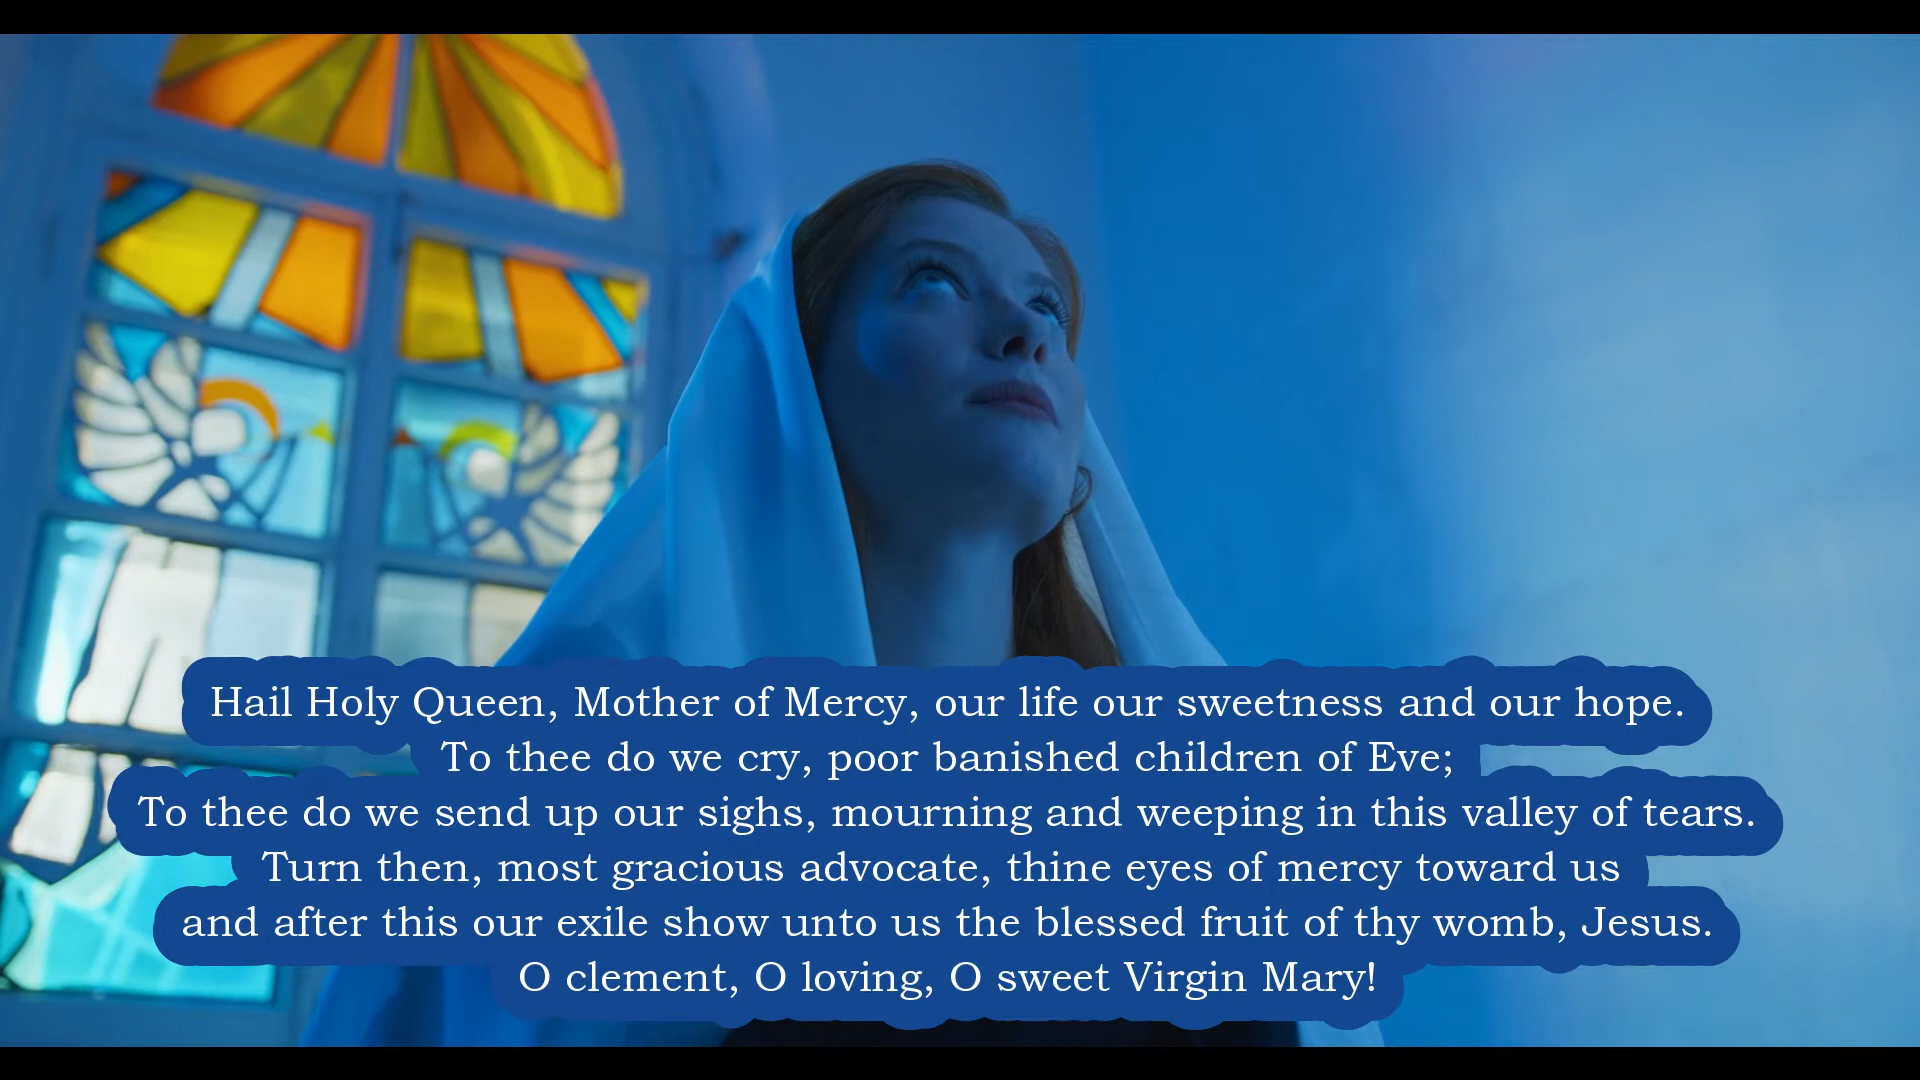 Hail Holy Queen, Mother of Mercy, our life our sweetness and our hope.
To thee do we cry, poor banished children of Eve;
To thee do we send up our sighs, mourning and weeping in this valley of tears.
Turn then, most gracious advocate, thine eyes of mercy toward us
and after this our exile show unto us the blessed fruit of thy womb, Jesus.
O clement, O loving, O sweet Virgin Mary!